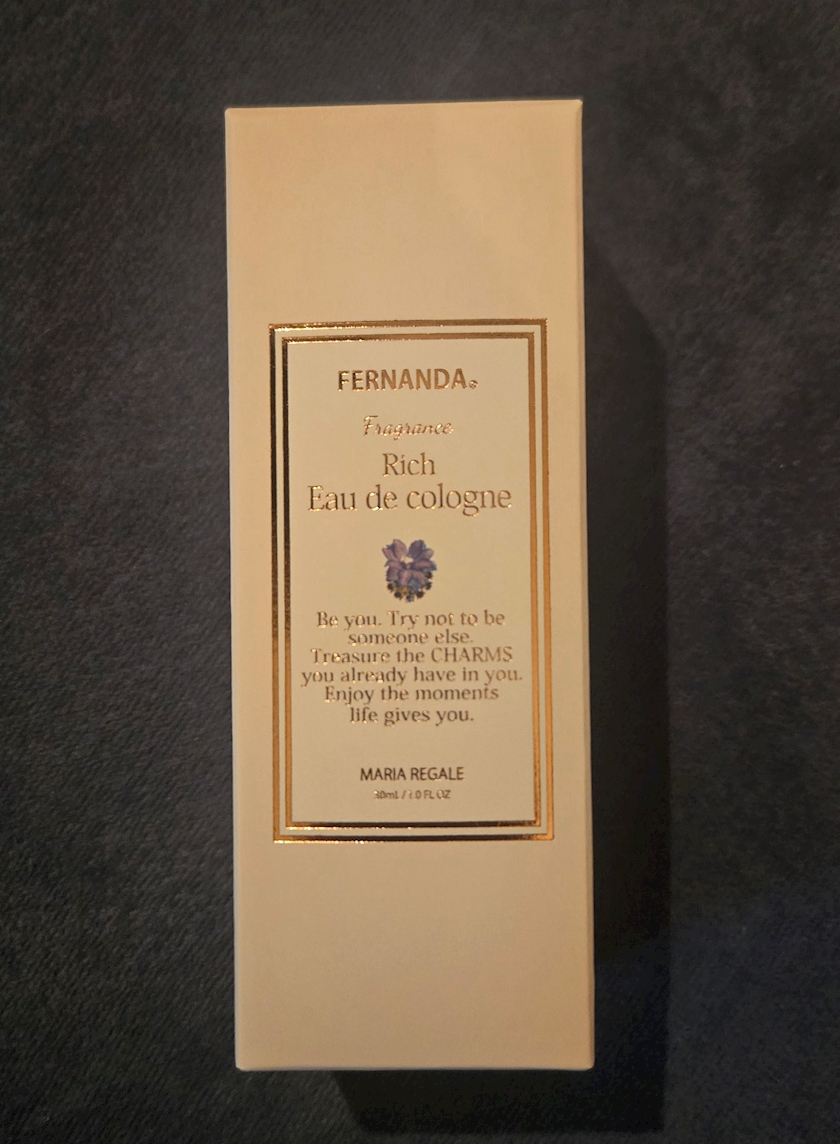 FERNANDA®
Fragrance
Rich
Eau de cologne
Be you. Try not to be
someone else.
Treasure the CHARMS
you already have in you.
Enjoy the moments
life gives you.
MARIA REGALE
30mL / 1.0 FL OZ